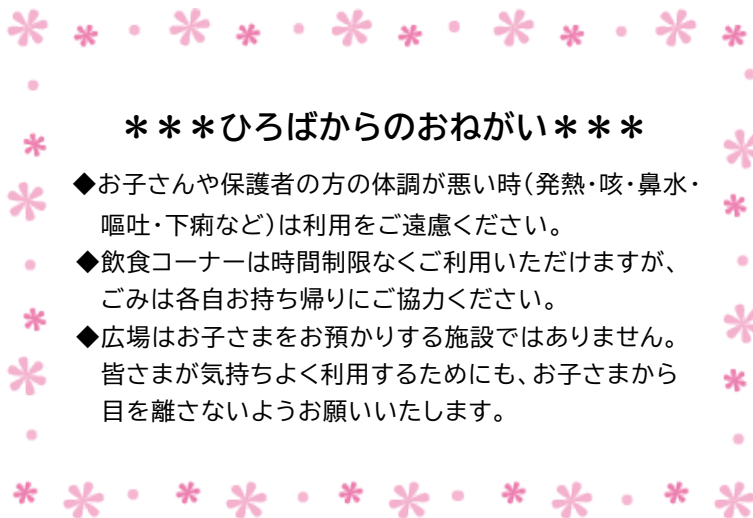 ＊＊＊ひろばからのおねがい＊＊＊
◆お子さんや保護者の方の体調が悪い時(発熱・咳・鼻水・
嘔吐・下痢など)は利用をご遠慮ください。
◆飲食コーナーは時間制限なくご利用いただけますが、
ごみは各自お持ち帰りにご協力ください。
◆広場はお子さまをお預かりする施設ではありません。
皆さまが気持ちよく利用するためにも、お子さまから
目を離さないようお願いいたします。